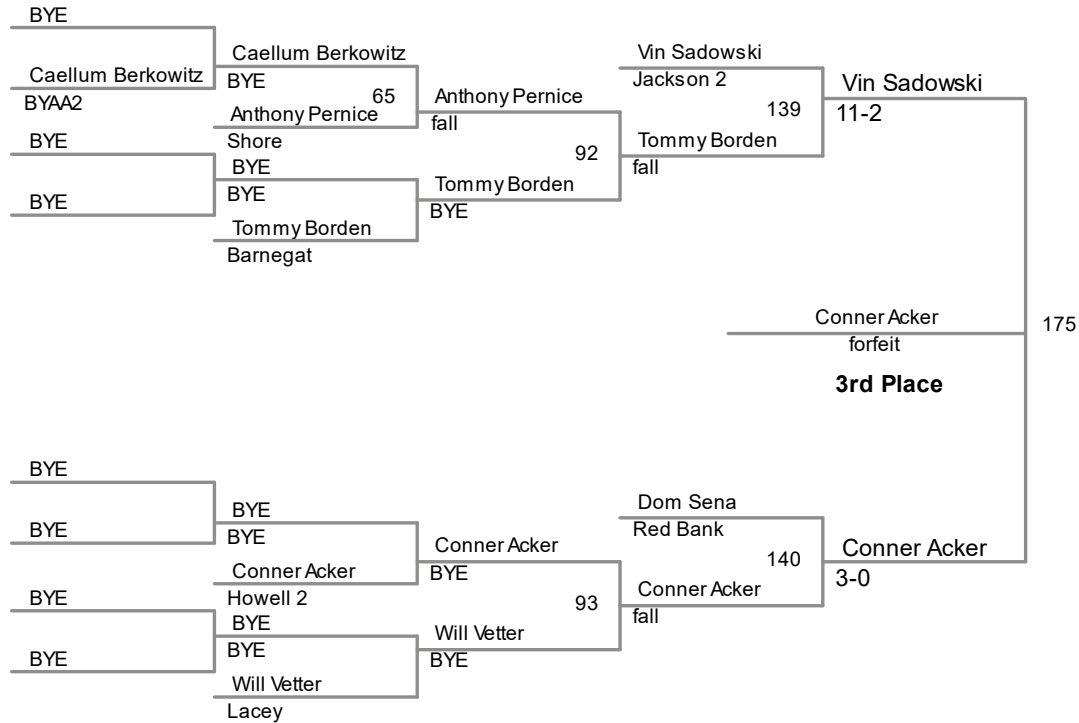 BYE
Caellum Berkowitz
BYAA2
BYE
BYE
Caellum Berkowitz
BYE
65
Anthony Pernice
Shore
BYE
BYE
Tommy Borden
Barnegat
Anthony Pernice
fall
92
Tommy Borden
BYE
Vin Sadowski
Jackson 2
139
Tommy Borden
fall
Vin Sadowski
11-2
Conner Acker
forfeit
175
3rd Place
BYE
BYE
BYE
BYE
BYE
BYE
Conner Acker
Howell 2
BYE
BYE
Will Vetter
Lacey
Conner Acker
BYE
93
Will Vetter
BYE
Dom Sena
Red Bank
140
Conner Acker
fall
Conner Acker
3-0